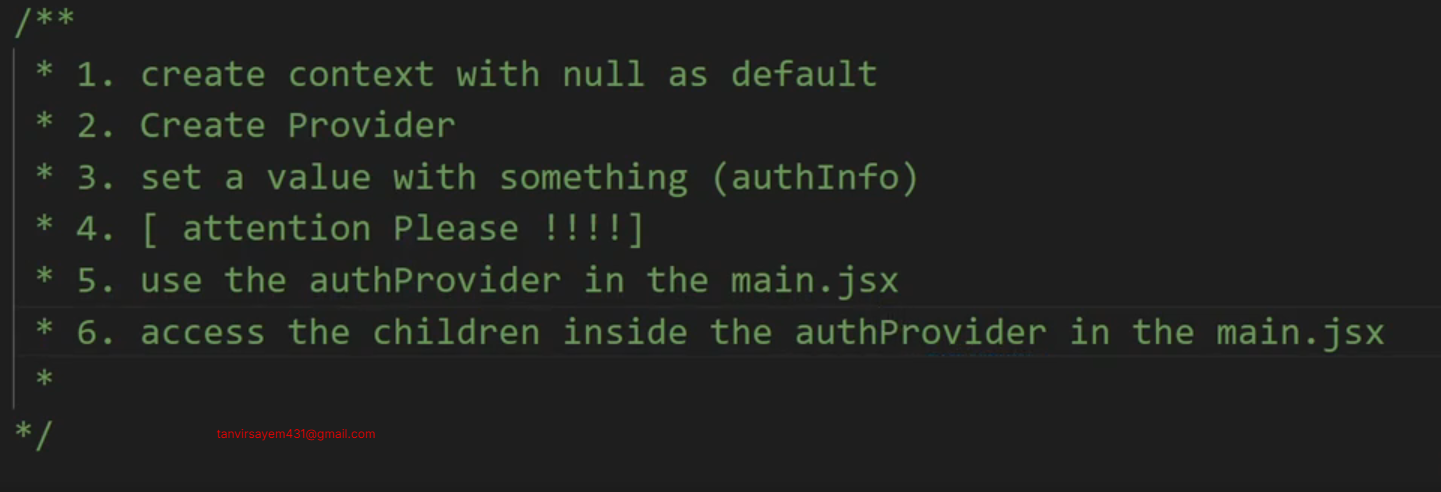 /**
* 1. create context with null as default
* 2. Create Provider
* 3. set a value with something (authInfo)
* 4. [ attention Please !!!!]
* 5. use the authProvider in the main.jsx
* 6. access the children inside the authProvider in the main.jsx
*
*/
tanvirsayem431@gmail.com